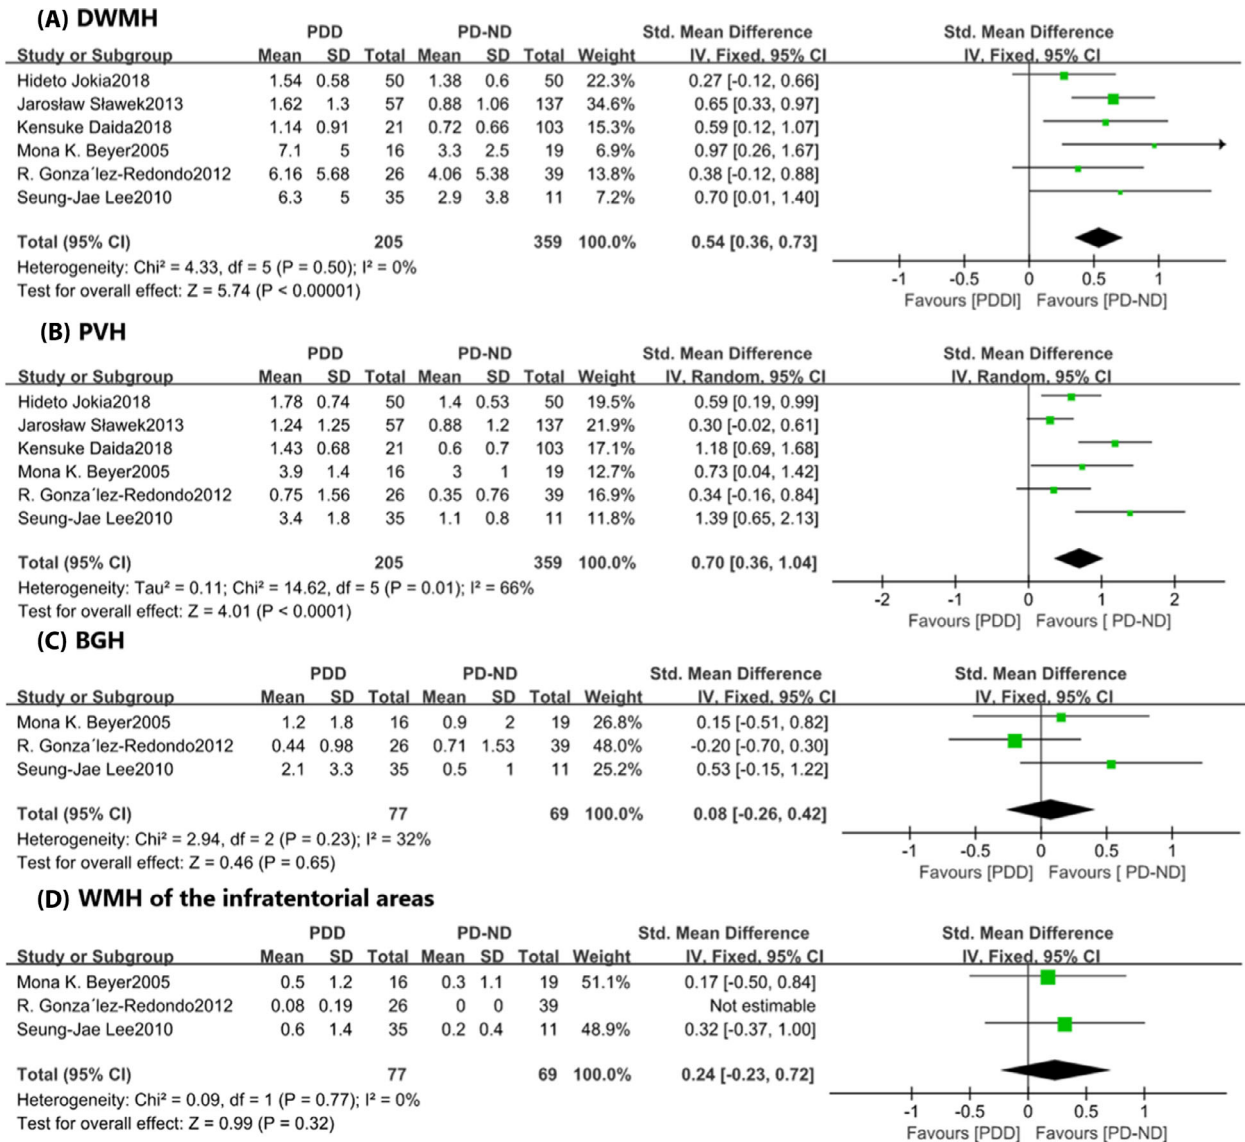 (A) DWMH
PDD PD-ND Std. Mean Difference Std. Mean Difference
Study or Subgroup Mean SD Total Mean SD Total Weight IV, Fixed, 95% CI IV, Fixed, 95% CI
Hideto Jokia2018 1.54 0.58 50 1.38 0.6 50 22.3% 0.27 [-0.12, 0.66]
Jarosław Sławek2013 1.62 1.3 57 0.88 1.06 137 34.6% 0.65 [0.33, 0.97]
Kensuke Daida2018 1.14 0.91 21 0.72 0.66 103 15.3% 0.59 [0.12, 1.07]
Mona K. Beyer2005 7.1 5 16 3.3 2.5 19 6.9% 0.97 [0.26, 1.67]
R. Gonza´lez-Redondo2012 6.16 5.68 26 4.06 5.38 39 13.8% 0.38 [-0.12, 0.88]
Seung-Jae Lee2010 6.3 5 35 2.9 3.8 11 7.2% 0.70 [0.01, 1.40]
Total (95% CI) 205 359 100.0% 0.54 [0.36, 0.73]
Heterogeneity: Chi² = 4.33, df = 5 (P = 0.50); I² = 0%
Test for overall effect: Z = 5.74 (P < 0.00001)
-1 -0.5 0 0.5 1
Favours [PDDI] Favours [PD-ND]
(B) PVH
PDD PD-ND Std. Mean Difference Std. Mean Difference
Study or Subgroup Mean SD Total Mean SD Total Weight IV, Random, 95% CI IV, Random, 95% CI
Hideto Jokia2018 1.78 0.74 50 1.4 0.53 50 19.5% 0.59 [0.19, 0.99]
Jarosław Sławek2013 1.24 1.25 57 0.88 1.2 137 21.9% 0.30 [-0.02, 0.61]
Kensuke Daida2018 1.43 0.68 21 0.6 0.7 103 17.1% 1.18 [0.69, 1.68]
Mona K. Beyer2005 3.9 1.4 16 3 1 19 12.7% 0.73 [0.04, 1.42]
R. Gonza´lez-Redondo2012 0.75 1.56 26 0.35 0.76 39 16.9% 0.34 [-0.16, 0.84]
Seung-Jae Lee2010 3.4 1.8 35 1.1 0.8 11 11.8% 1.39 [0.65, 2.13]
Total (95% CI) 205 359 100.0% 0.70 [0.36, 1.04]
Heterogeneity: Tau² = 0.11; Chi² = 14.62, df = 5 (P = 0.01); I² = 66%
Test for overall effect: Z = 4.01 (P < 0.0001)
-2 -1 0 1 2
Favours [PDD] Favours [ PD-ND]
(C) BGH
PDD PD-ND Std. Mean Difference Std. Mean Difference
Study or Subgroup Mean SD Total Mean SD Total Weight IV, Fixed, 95% CI IV, Fixed, 95% CI
Mona K. Beyer2005 1.2 1.8 16 0.9 2 19 26.8% 0.15 [-0.51, 0.82]
R. Gonza´lez-Redondo2012 0.44 0.98 26 0.71 1.53 39 48.0% -0.20 [-0.70, 0.30]
Seung-Jae Lee2010 2.1 3.3 35 0.5 1 11 25.2% 0.53 [-0.15, 1.22]
Total (95% CI) 77 69 100.0% 0.08 [-0.26, 0.42]
Heterogeneity: Chi² = 2.94, df = 2 (P = 0.23); I² = 32%
Test for overall effect: Z = 0.46 (P = 0.65)
-1 -0.5 0 0.5 1
Favours [PDD] Favours [ PD-ND]
(D) WMH of the infratentorial areas
PDD PD-ND Std. Mean Difference Std. Mean Difference
Study or Subgroup Mean SD Total Mean SD Total Weight IV, Fixed, 95% CI IV, Fixed, 95% CI
Mona K. Beyer2005 0.5 1.2 16 0.3 1.1 19 51.1% 0.17 [-0.50, 0.84]
R. Gonza´lez-Redondo2012 0.08 0.19 26 0 0 39 Not estimable
Seung-Jae Lee2010 0.6 1.4 35 0.2 0.4 11 48.9% 0.32 [-0.37, 1.00]
Total (95% CI) 77 69 100.0% 0.24 [-0.23, 0.72]
Heterogeneity: Chi² = 0.09, df = 1 (P = 0.77); I² = 0%
Test for overall effect: Z = 0.99 (P = 0.32)
-1 -0.5 0 0.5 1
Favours [PDD] Favours [PD-ND]